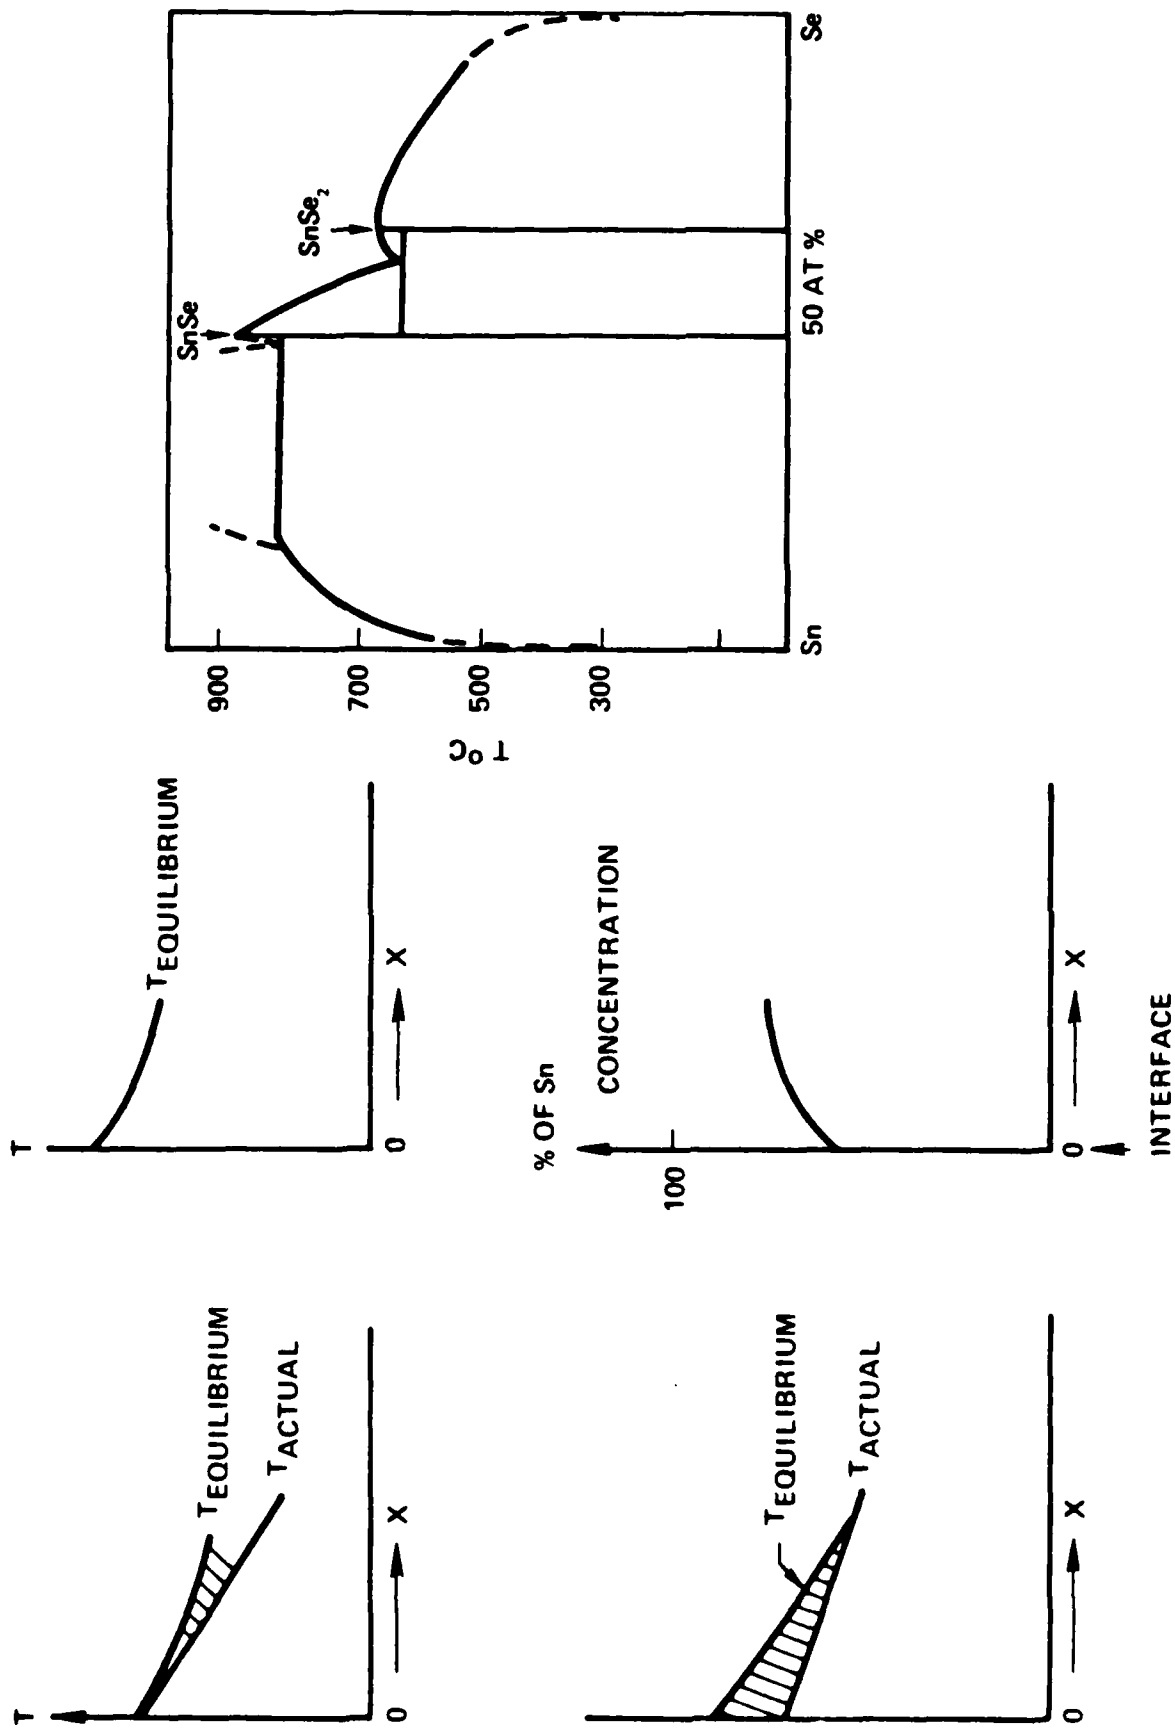 T
T EQUILIBRIUM
T ACTUAL
0
X
T
T EQUILIBRIUM
0
X
T EQUILIBRIUM
T ACTUAL
0
X
% OF Sn
100
CONCENTRATION
0
X
INTERFACE
T °C
900
700
500
300
SnSe
SnSe₂
Sn
50 AT %
Se